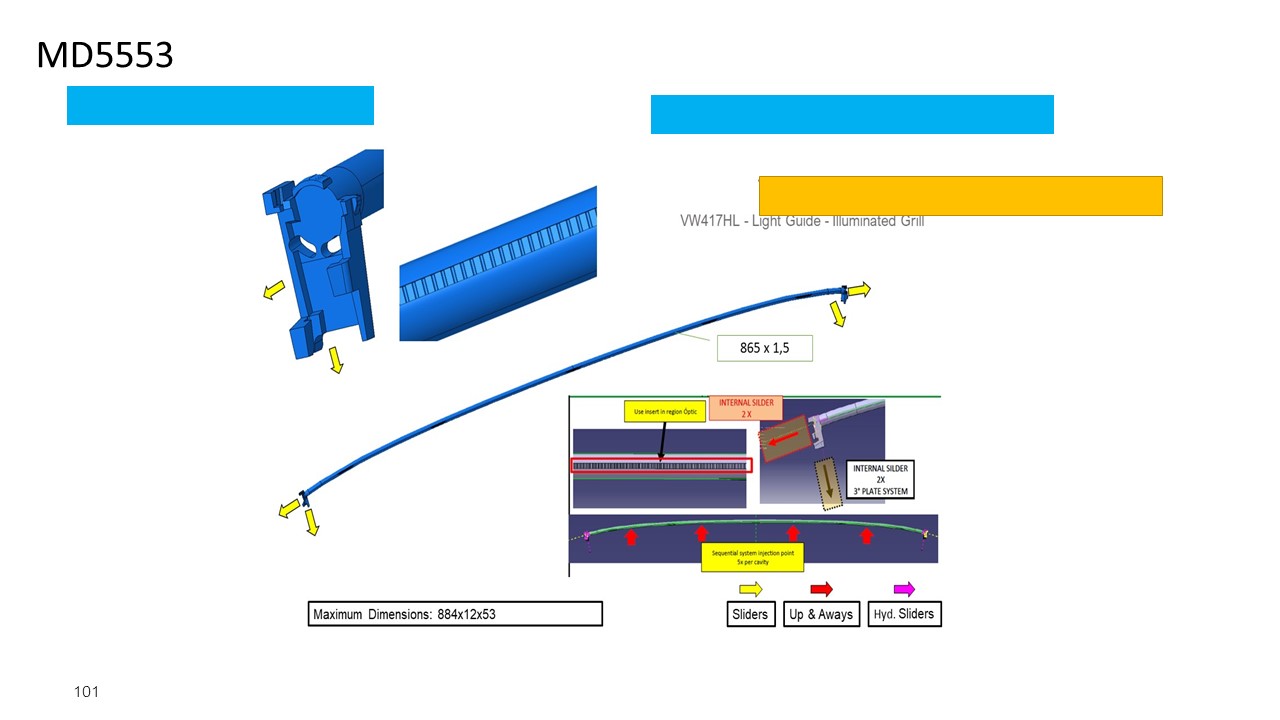 MD5553
VW417HL - Light Guide - Illuminated Grill
865 x 1,5
Use insert in region Optic
INTERNAL SILDER
2 X
INTERNAL SILDER
2X
3° PLATE SYSTEM
Sequential system injection point
5x per cavity
Maximum Dimensions: 884x12x53
Sliders
Up & Aways
Hyd. Sliders
101